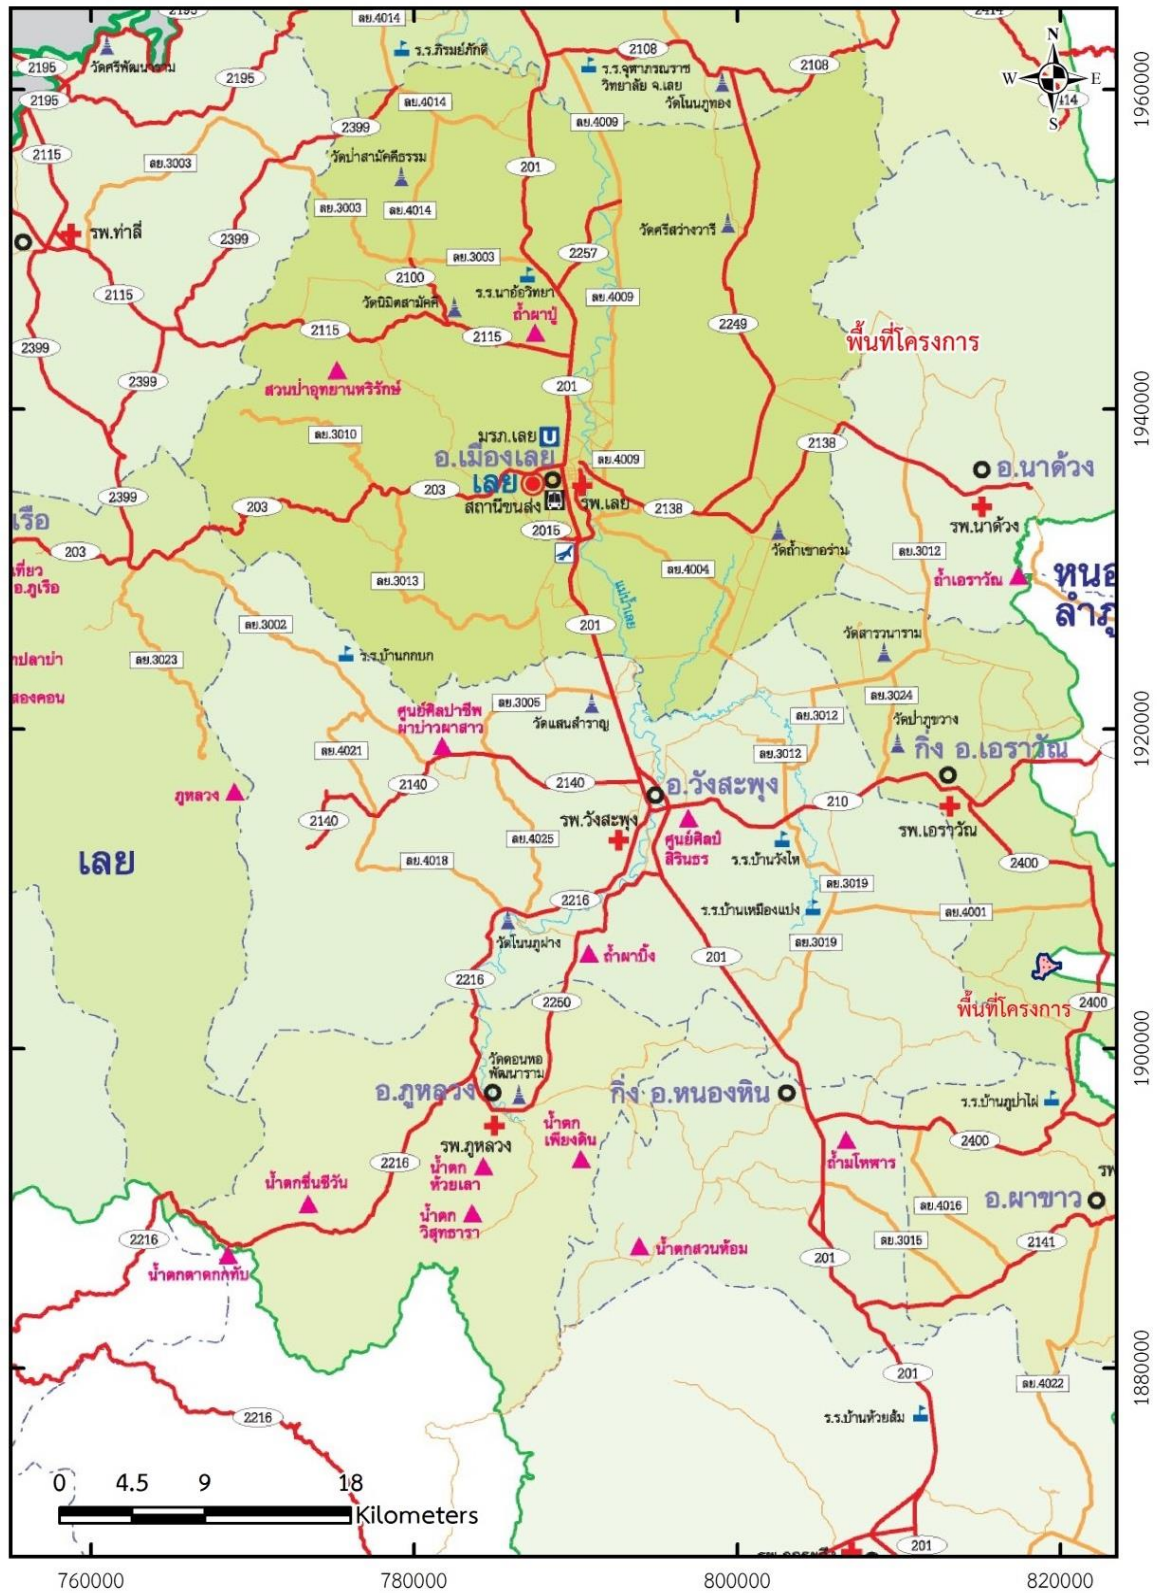 2195
ลย.4014
2414
ร.ร.ภิรมย์ภักดี
2108
N
วัดศรีพัฒนาราม
2195
ร.ร.จุฬาภรณราช
วิทยาลัย จ.เลย
2108
W
E
2195
2195
วัดโนนภูทอง
S
ลย.4014
2399
ลย.4009
2115
ลย.3003
วัดป่าสามัคคีธรรม
201
ลย.3003
ลย.4014
รพ.ท่าลี่
2399
วัดศรีสว่างวารี
ลย.3003
2257
2100
2115
ร.ร.นาอ้อวิทยา
ลย.4009
วัดนิมิตสามัคคี
ถ้ำผาปู่
2249
2115
2115
พื้นที่โครงการ
2399
2399
สวนป่าอุทยานหริรักษ์
201
ลย.3010
มรภ.เลย
U
2138
อ.เมืองเลย
ลย.4009
อ.นาด้วง
เลย
203
2399
สถานีขนส่ง
รพ.เลย
203
2138
เรือ
2015
รพ.นาด้วง
203
วัดถ้ำเขาอร่าม
ลย.3012
เที่ยว
อ.ภูเรือ
ลย.3013
ลย.4004
ถ้ำเอราวัณ
แม่น้ำเลย
ลย.3002
201
วัดสารวนาราม
ลย.3023
ร.ร.บ้านกกบก
สองคอน
ลย.3005
ลย.3024
ศูนย์ศิลปาชีพ
ผาบ่าวผาสาว
วัดแสนสำราญ
ลย.3012
วัดป่าภูขวาง
ลย.4021
ลย.3012
กิ่ง อ.เอราวัณ
2140
2140
อ.วังสะพุง
ภูหลวง
210
2140
รพ.วังสะพุง
รพ.เอราวัณ
ศูนย์ศิลป์
สิรินธร
ลย.4025
ร.ร.บ้านวังไห
เลย
ลย.4018
2400
ลย.3019
2216
ร.ร.บ้านเหมืองแบ่ง
ลย.4001
วัดโนนภูฝาง
ลย.3019
ถ้ำผาบิ้ง
201
2216
2250
2400
พื้นที่โครงการ
วัดดอนทอ
พัฒนาราม
อ.ภูหลวง
กิ่ง อ.หนองหิน
ร.ร.บ้านภูป่าไผ่
น้ำตก
เพียงดิน
รพ.ภูหลวง
2400
2216
น้ำตก
ห้วยเลา
ถ้ำมโหฬาร
น้ำตกชื่นชีวัน
อ.ผาขาว
น้ำตก
วิสุทธารา
ลย.4016
2216
ลย.3015
2141
น้ำตกสวนห้อม
201
น้ำตกตาดกกทับ
201
ลย.4022
2216
ร.ร.บ้านห้วยส้ม
0 4.5 9 18
Kilometers
201
760000 780000 800000 820000
1960000
1940000
1920000
1900000
1880000